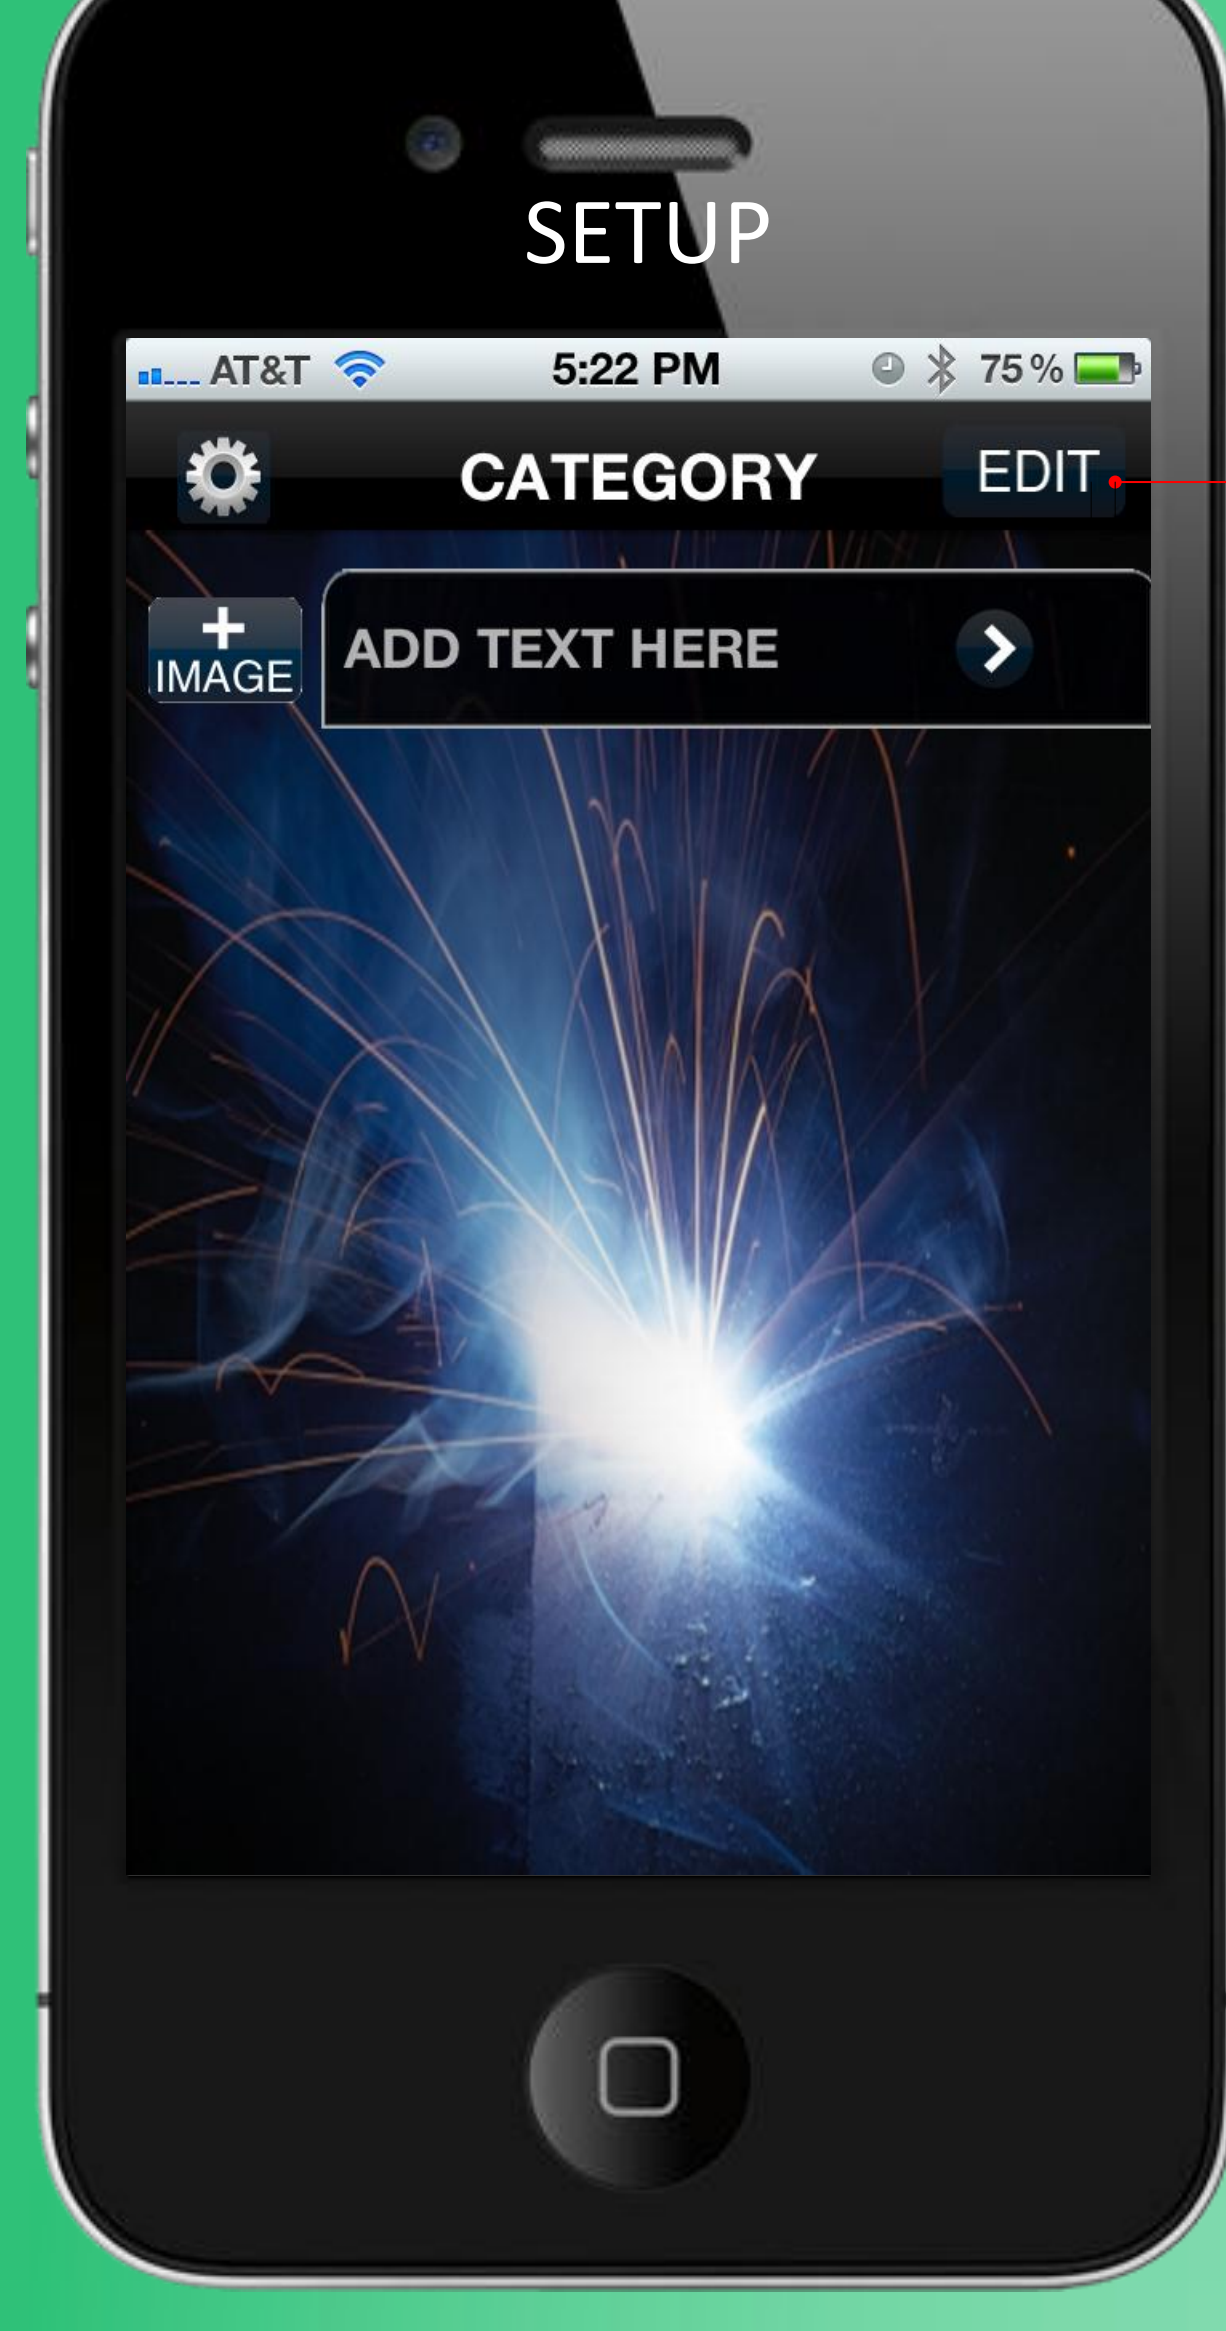 SETUP
AT&T 5:22 PM 75%
CATEGORY EDIT
+
IMAGE
ADD TEXT HERE